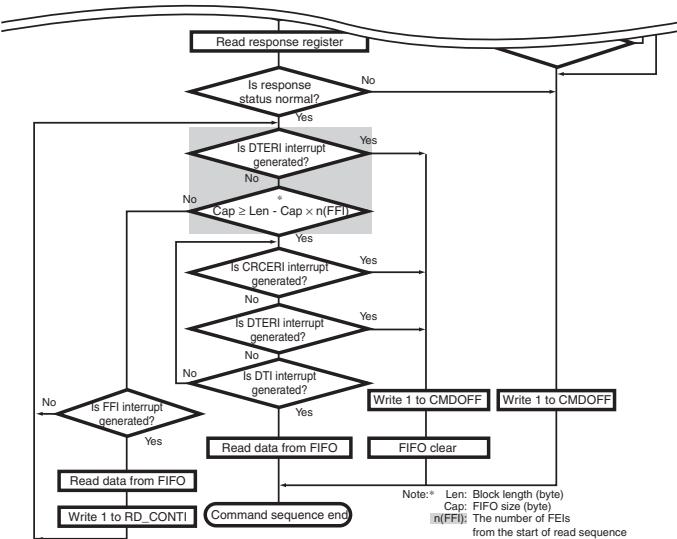 Read response register
Is response
status normal?
No
Yes
Is DTERI interrupt
generated?
Yes
No
*
Cap ≥ Len - Cap × n(FFI)
No
Yes
Is CRCERI interrupt
generated?
Yes
No
Is DTERI interrupt
generated?
Yes
No
Is DTI interrupt
generated?
No
Yes
Is FFI interrupt
generated?
No
Yes
Write 1 to CMDOFF
Write 1 to CMDOFF
Read data from FIFO
FIFO clear
Read data from FIFO
Write 1 to RD_CONTI
Command sequence end
Note:* Len: Block length (byte)
Cap: FIFO size (byte)
n(FFI): The number of FEIs
from the start of read sequence